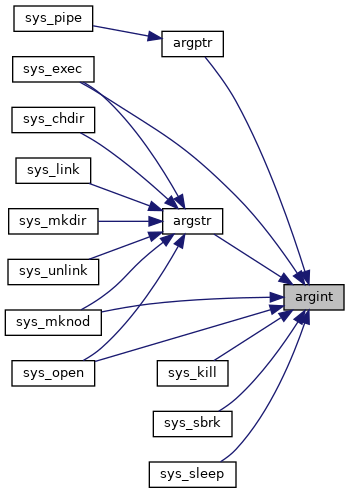 sys_pipe
argptr
sys_exec
sys_chdir
sys_link
sys_mkdir
argstr
sys_unlink
argint
sys_mknod
sys_open
sys_kill
sys_sbrk
sys_sleep